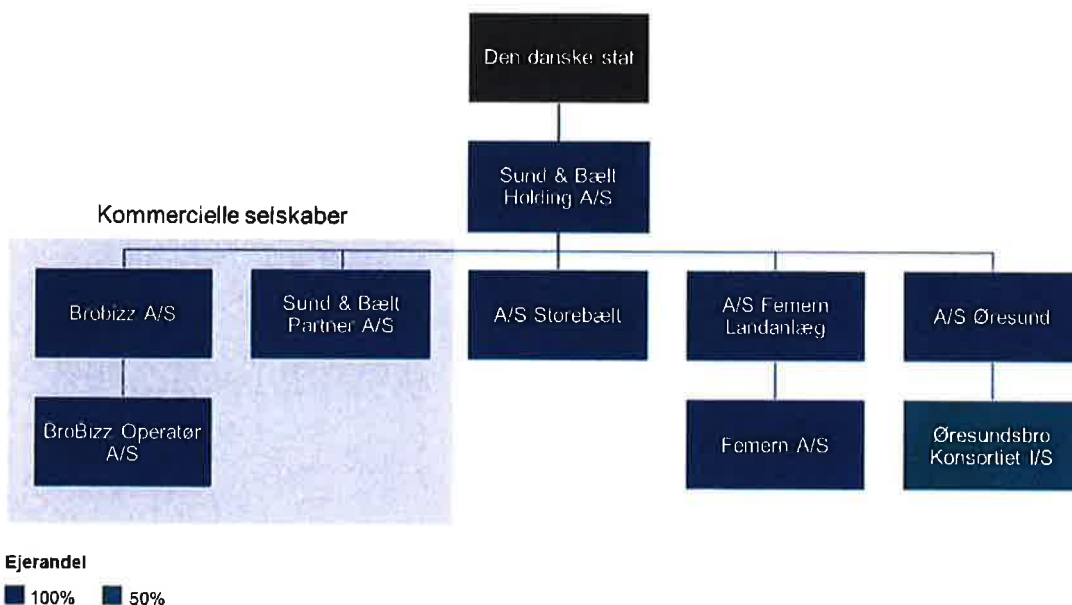 Den danske stat
Sund & Bælt
Holding A/S
Kommercielle selskaber
Brobizz A/S
Sund & Bælt
Partner A/S
A/S Storebælt
A/S Femern
Landanlæg
A/S Øresund
BroBizz Operatør
A/S
Femern A/S
Øresundsbro
Konsortiet I/S
Ejerandel
100%
50%